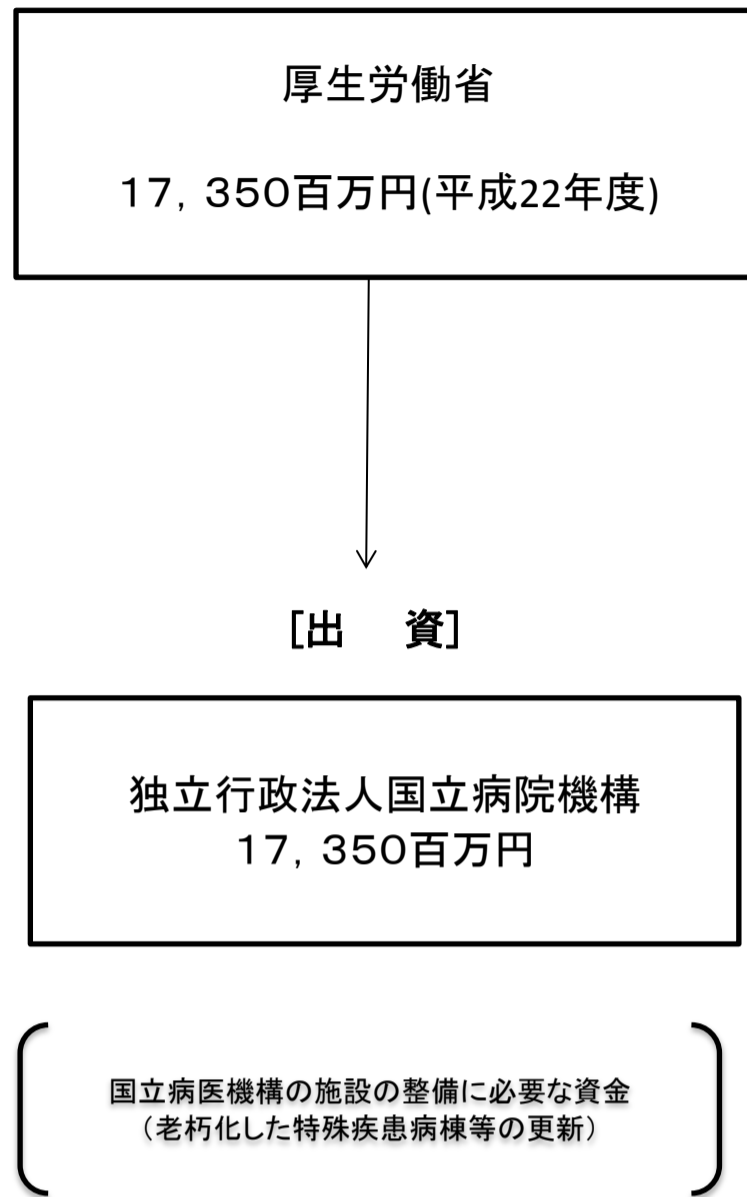 厚生労働省
17，350百万円(平成22年度)
[出　資]
独立行政法人国立病院機構
17，350百万円
国立病医機構の施設の整備に必要な資金
（老朽化した特殊疾患病棟等の更新）